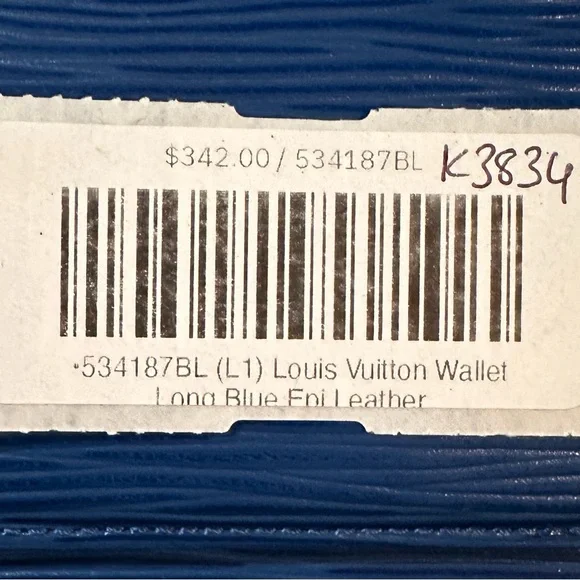 $342.00 / 534187BL K3834
·534187BL (L1) Louis Vuitton Wallet
Long Blue Epi Leather